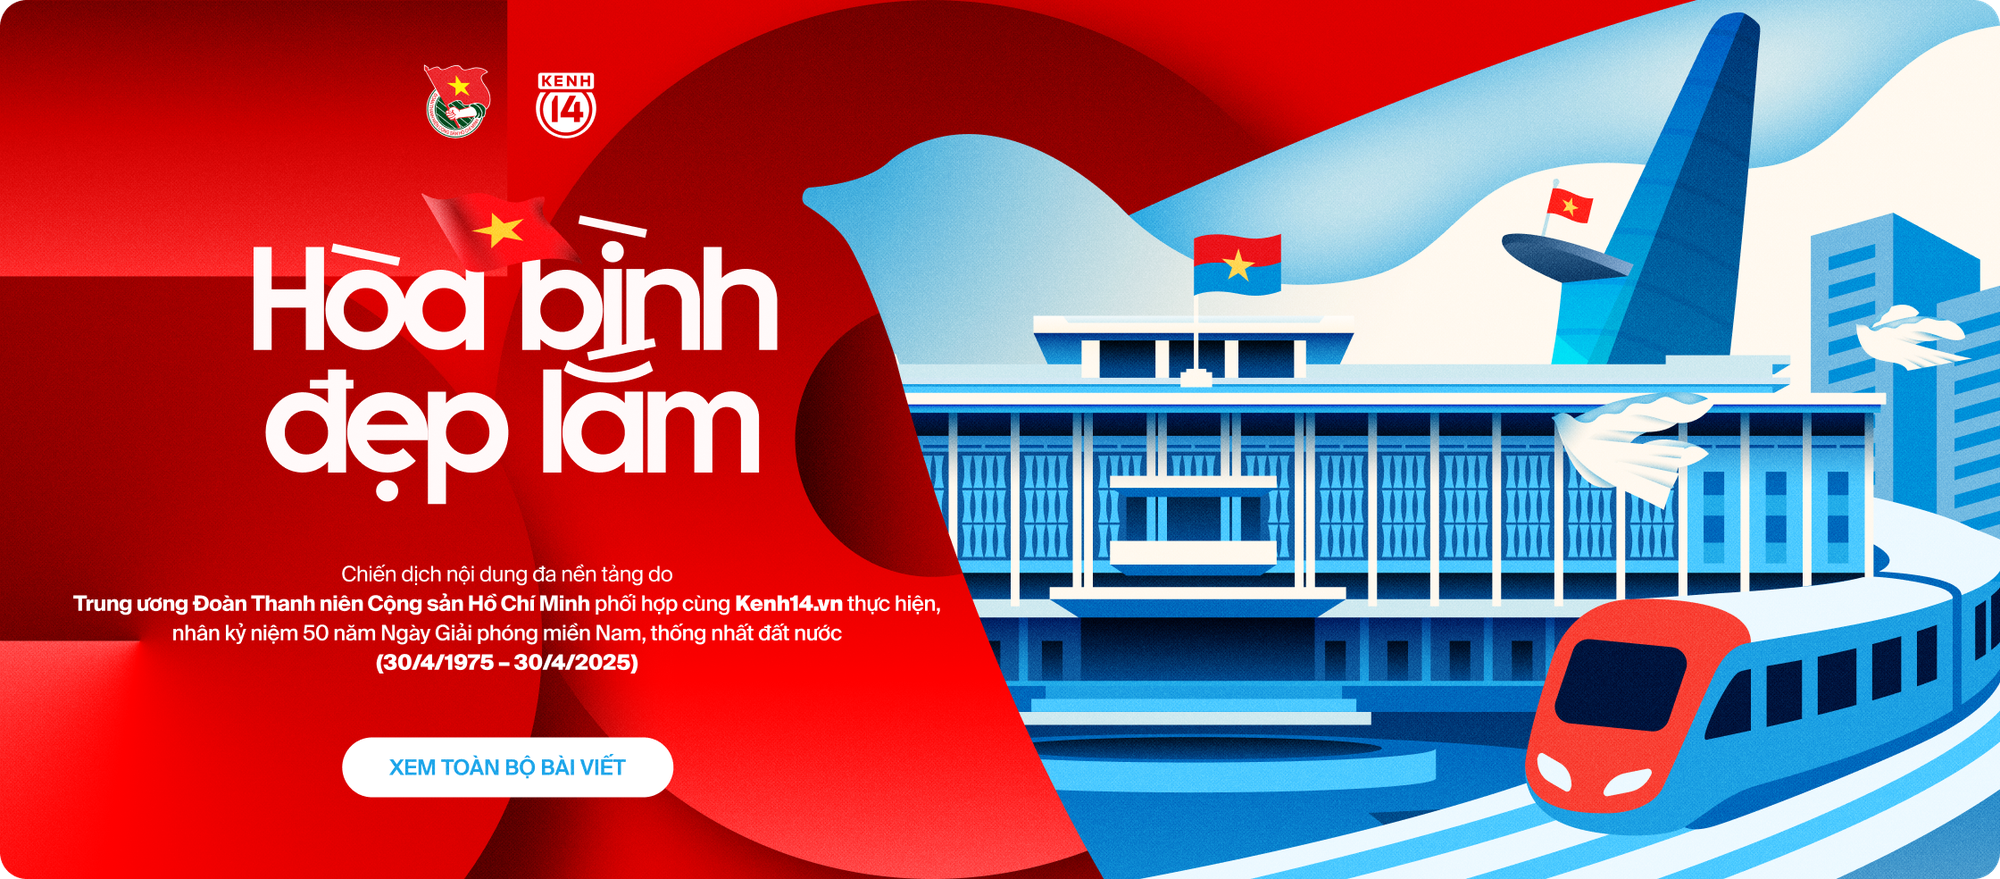 KENH
14
Hòa bình
đẹp lắm
Chiến dịch nội dung đa nền tảng do
Trung ương Đoàn Thanh niên Cộng sản Hồ Chí Minh phối hợp cùng Kenh14.vn thực hiện,
nhân kỷ niệm 50 năm Ngày Giải phóng miền Nam, thống nhất đất nước
(30/4/1975 – 30/4/2025)
XEM TOÀN BỘ BÀI VIẾT